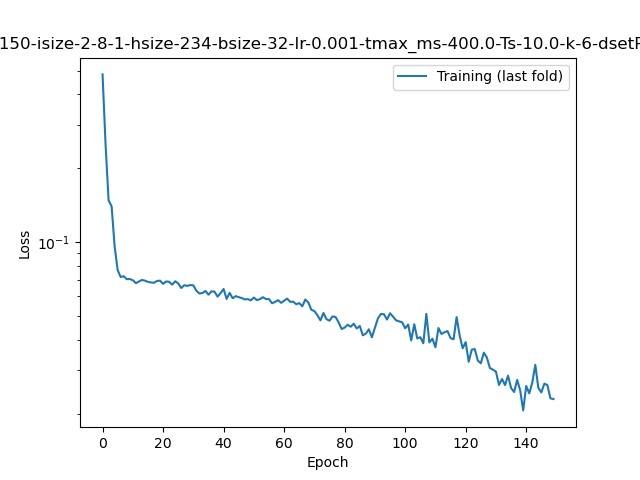 150-isize-2-8-1-hsize-234-bsize-32-lr-0.001-tmax_ms-400.0-Ts-10.0-k-6-dsetF
Training (last fold)
Loss
10⁻¹
0 20 40 60 80 100 120 140
Epoch